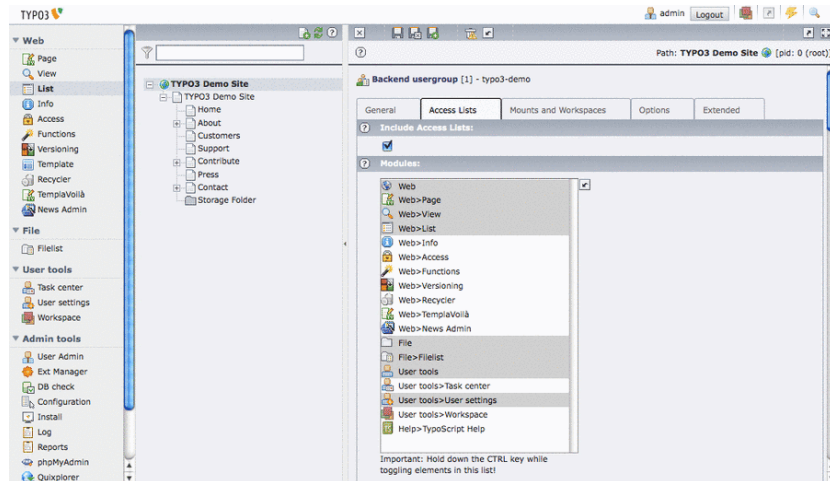 TYPO3
admin
Logout
Web
Page
View
List
Info
Access
Functions
Versioning
Template
Recycler
TemplaVoilà
News Admin
File
Filelist
User tools
Task center
User settings
Workspace
Admin tools
User Admin
Ext Manager
DB check
Configuration
Install
Log
Reports
phpMyAdmin
Quixplorer
TYPO3 Demo Site
TYPO3 Demo Site
Home
About
Customers
Support
Contribute
Press
Contact
Storage Folder
Path: TYPO3 Demo Site [pid: 0 (root)]
Backend usergroup [1] - typo3-demo
General Access Lists Mounts and Workspaces Options Extended
Include Access Lists:
Modules:
Web
Web>Page
Web>View
Web>List
Web>Info
Web>Access
Web>Functions
Web>Versioning
Web>Recycler
Web>TemplaVoilà
Web>News Admin
File
File>Filelist
User tools
User tools>Task center
User tools>User settings
User tools>Workspace
Help>TypoScript Help
Important: Hold down the CTRL key while
toggling elements in this list!